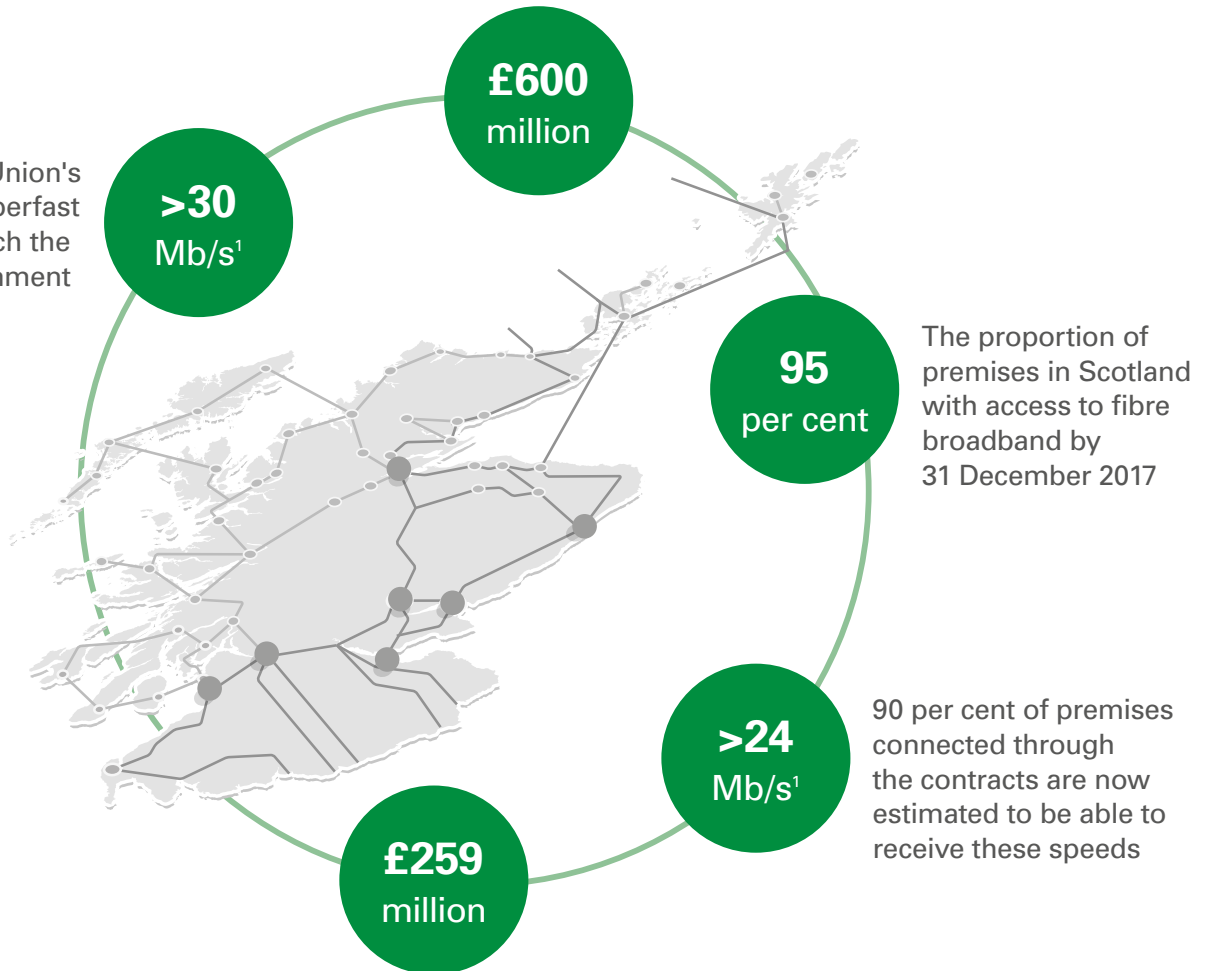 £600
million
Union's
perfast
ch the
nment
>30
Mb/s¹
95
per cent
The proportion of
premises in Scotland
with access to fibre
broadband by
31 December 2017
>24
Mb/s¹
90 per cent of premises
connected through
the contracts are now
estimated to be able to
receive these speeds
£259
million